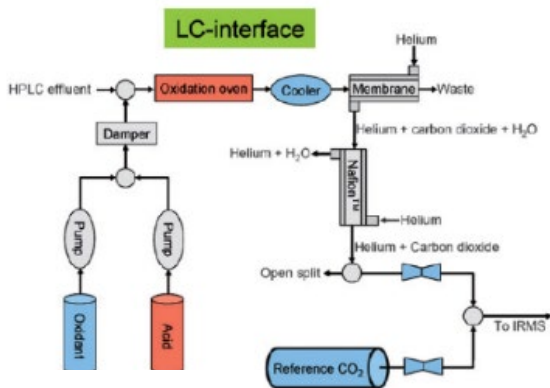 LC-interface
Helium
HPLC effluent
Oxidation oven
Cooler
Membrane
Waste
Damper
Helium + carbon dioxide + H₂O
Helium + H₂O
Nafion™
Pump
Pump
Helium
Helium + Carbon dioxide
Open split
Oxidant
Acid
To IRMS
Reference CO₂